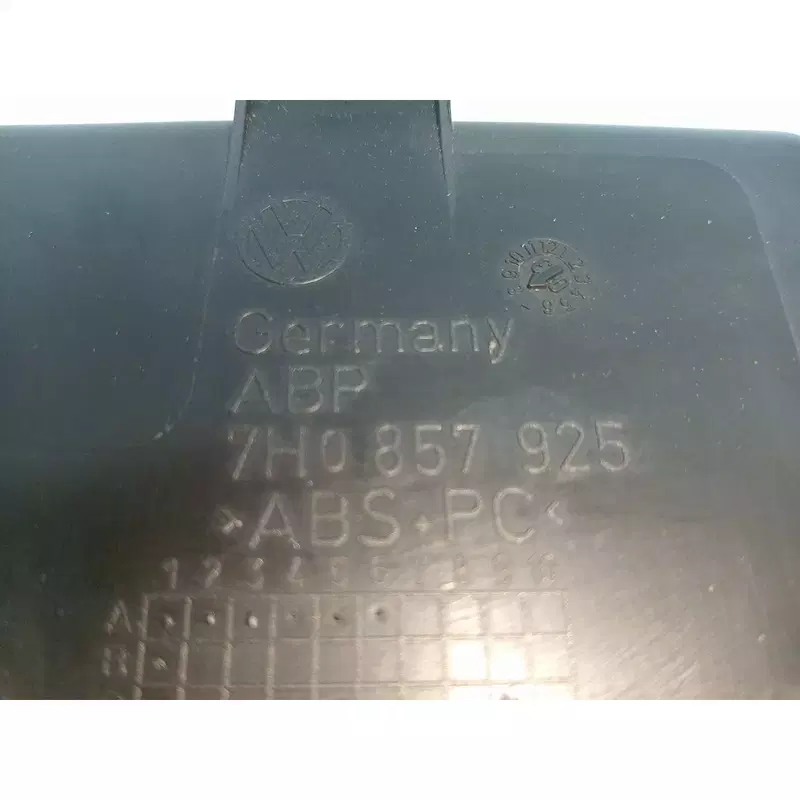 Germany
ABP
7H0 857 925
>ABS+PC<
1 2 3 4 5 6 7 8 9 10
A
B